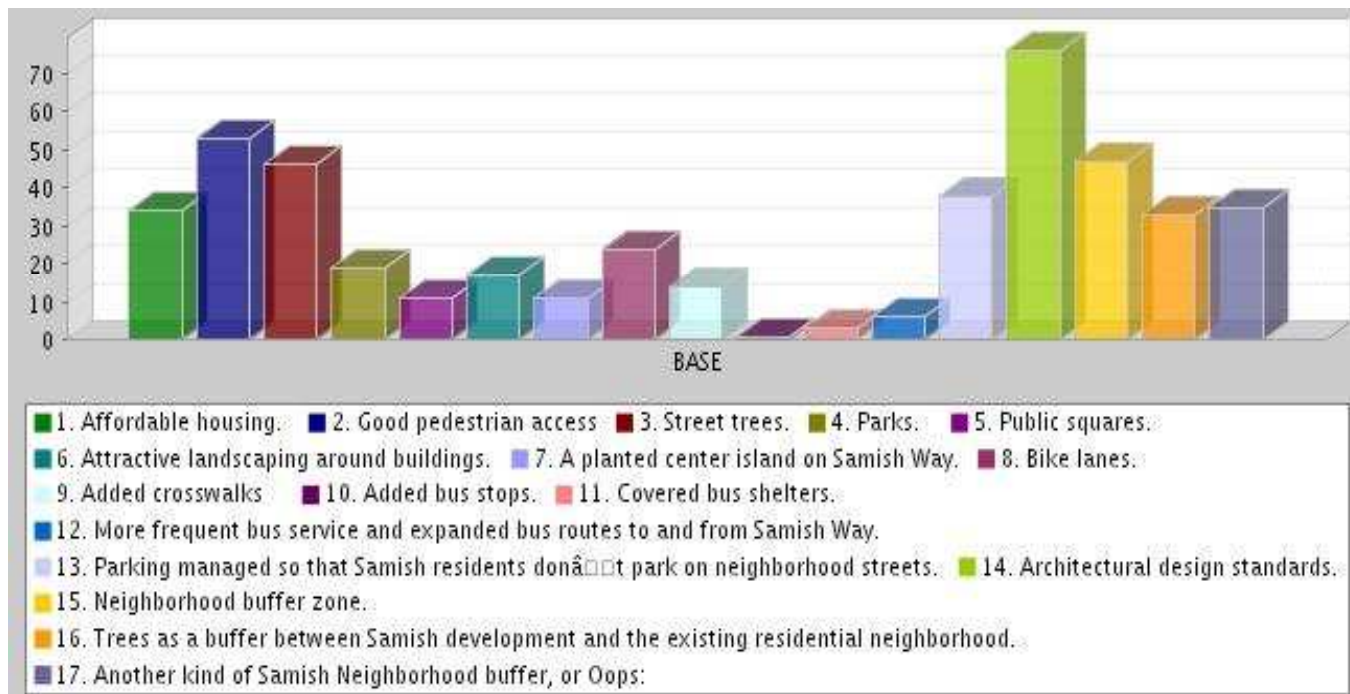 70
60
50
40
30
20
10
0
BASE
1. Affordable housing. 2. Good pedestrian access 3. Street trees. 4. Parks. 5. Public squares.
6. Attractive landscaping around buildings. 7. A planted center island on Samish Way. 8. Bike lanes.
9. Added crosswalks 10. Added bus stops. 11. Covered bus shelters.
12. More frequent bus service and expanded bus routes to and from Samish Way.
13. Parking managed so that Samish residents donâ□□t park on neighborhood streets. 14. Architectural design standards.
15. Neighborhood buffer zone.
16. Trees as a buffer between Samish development and the existing residential neighborhood.
17. Another kind of Samish Neighborhood buffer, or Oops: